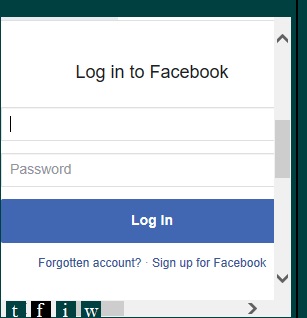 Log in to Facebook
Password
Log In
Forgotten account? · Sign up for Facebook
t f i w